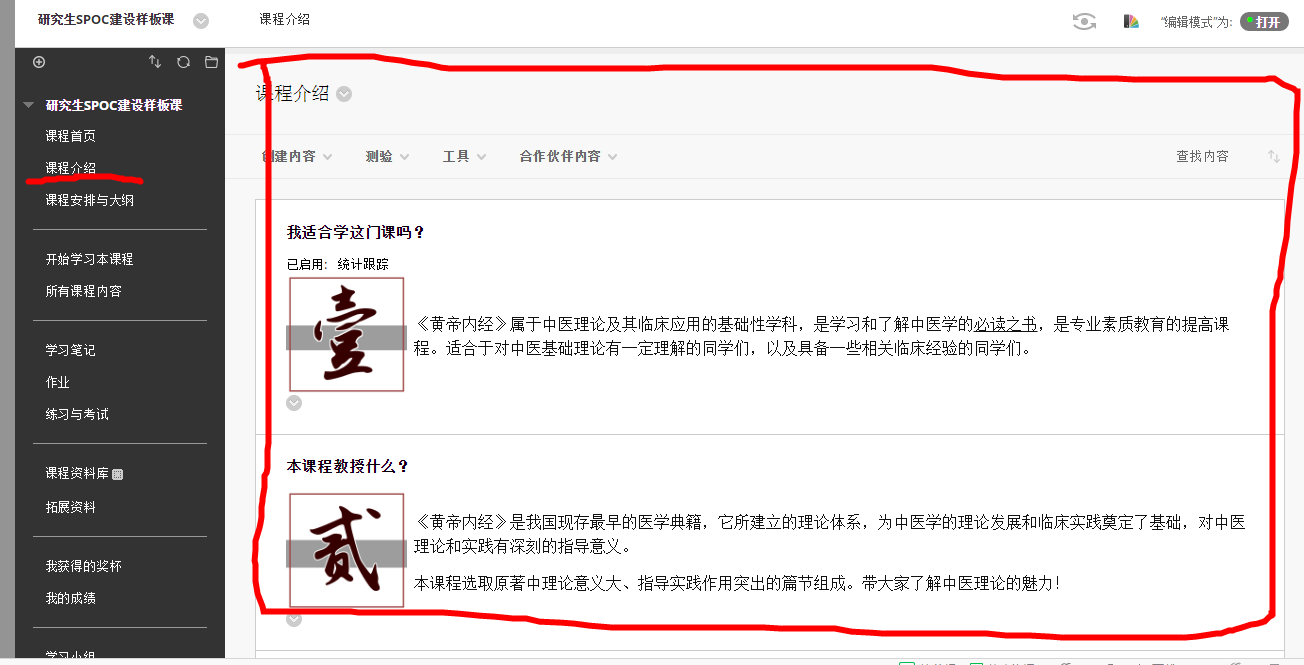 研究生SPOC建设样板课
课程介绍
“编辑模式”为:
打开
研究生SPOC建设样板课
课程首页
课程介绍
课程安排与大纲
开始学习本课程
所有课程内容
学习笔记
作业
练习与考试
课程资料库
拓展资料
我获得的奖杯
我的成绩
学习小组
课程介绍
创建内容
测验
工具
合作伙伴内容
查找内容
我适合学这门课吗？
已启用: 统计跟踪
壹
《黄帝内经》属于中医理论及其临床应用的基础性学科，是学习和了解中医学的必读之书，是专业素质教育的提高课
程。适合于对中医基础理论有一定理解的同学们，以及具备一些相关临床经验的同学们。
本课程教授什么？
贰
《黄帝内经》是我国现存最早的医学典籍，它所建立的理论体系，为中医学的理论发展和临床实践奠定了基础，对中医
理论和实践有深刻的指导意义。
本课程选取原著中理论意义大、指导实践作用突出的篇节组成。带大家了解中医理论的魅力！